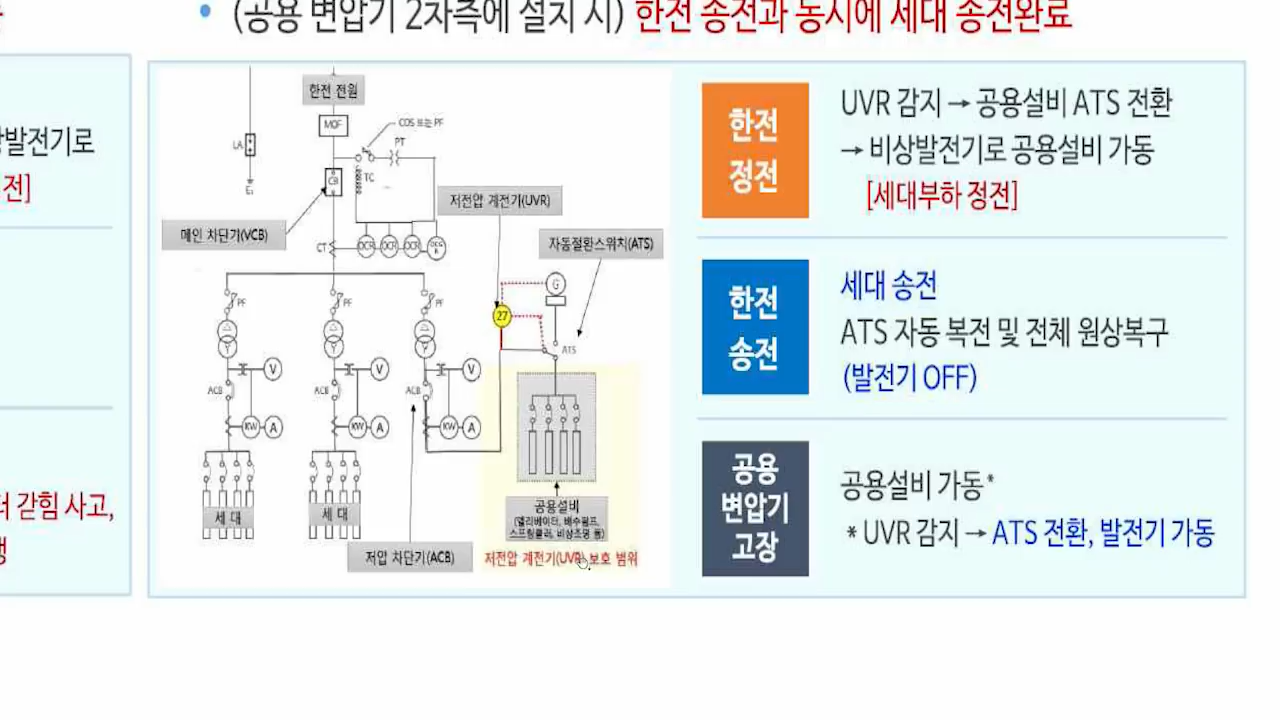 (공용 변압기 2차측에 설치 시) 한전 송전과 동시에 세대 송전완료
상발전기로
전]
터 갇힘 사고,
한전 전원
MOF
COS 또는 PF
PT
LA
E₁
CB
TC
저전압 계전기(UVR)
메인 차단기(VCB)
CT
OCR
OCR
OCR
OCG
R
자동절환스위치(ATS)
PF
PF
PF
G
27
ATS
V
V
V
ACB
ACB
ACB
KW
A
KW
A
KW
A
세 대
세 대
공용설비
(엘리베이터, 배수펌프,
스프링클러, 비상조명 등)
저압 차단기(ACB)
저전압 계전기(UVR) 보호 범위
한전
정전
UVR 감지 → 공용설비 ATS 전환
→ 비상발전기로 공용설비 가동
[세대부하 정전]
한전
송전
세대 송전
ATS 자동 복전 및 전체 원상복구
(발전기 OFF)
공용
변압기
고장
공용설비 가동*
* UVR 감지 → ATS 전환, 발전기 가동